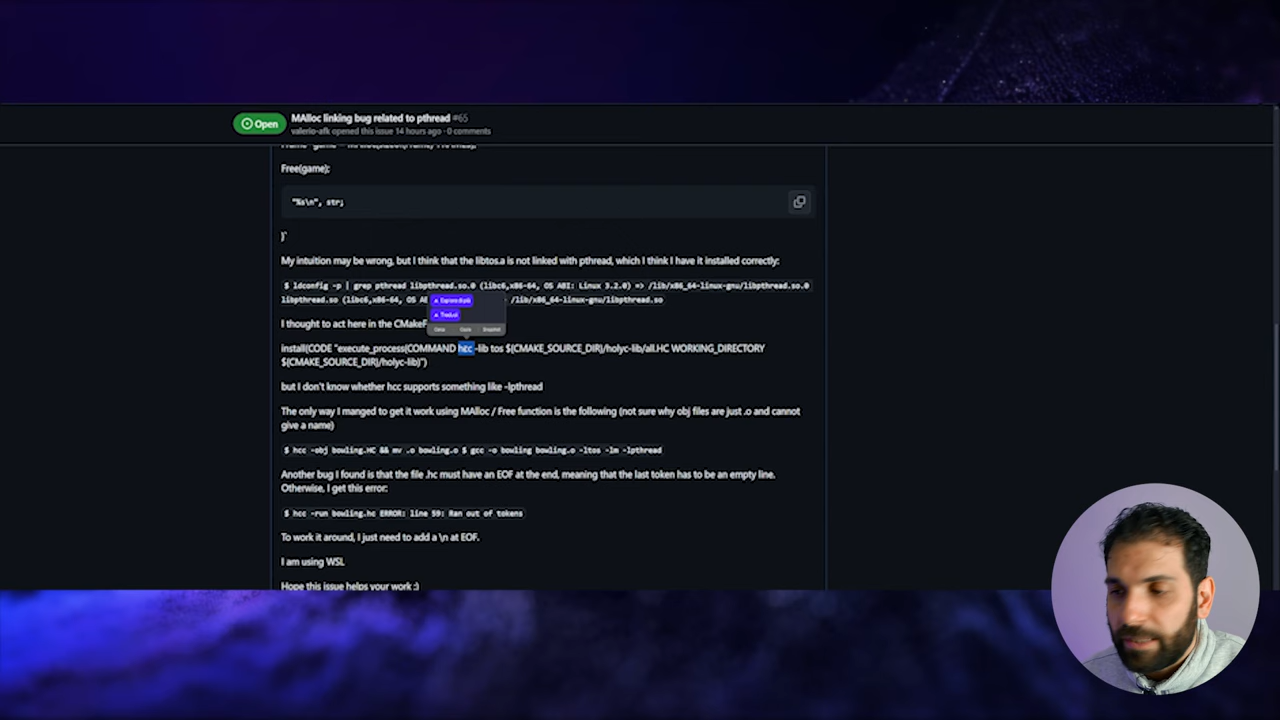 Open
MAlloc linking bug related to pthread #65
valerio-afk opened this issue 14 hours ago · 0 comments
Free(game);
"%s\n", str;
}`
My intuition may be wrong, but I think that the libtos.a is not linked with pthread, which I think I have it installed correctly:
$ ldconfig -p | grep pthread libpthread.so.0 (libc6,x86-64, OS ABI: Linux 3.2.0) => /lib/x86_64-linux-gnu/libpthread.so.0
libpthread.so (libc6,x86-64, OS AB /lib/x86_64-linux-gnu/libpthread.so
I thought to act here in the CMakeF
install(CODE "execute_process(COMMAND hcc -lib tos ${CMAKE_SOURCE_DIR}/holyc-lib/all.HC WORKING_DIRECTORY
${CMAKE_SOURCE_DIR}/holyc-lib)")
but I don't know whether hcc supports something like -lpthread
The only way I manged to get it work using MAlloc / Free function is the following (not sure why obj files are just .o and cannot
give a name)
$ hcc -obj bowling.HC && mv .o bowling.o $ gcc -o bowling bowling.o -ltos -lm -lpthread
Another bug I found is that the file .hc must have an EOF at the end, meaning that the last token has to be an empty line.
Otherwise, I get this error:
$ hcc -run bowling.hc ERROR: line 59: Ran out of tokens
To work it around, I just need to add a \n at EOF.
I am using WSL
Hope this issue helps your work :)